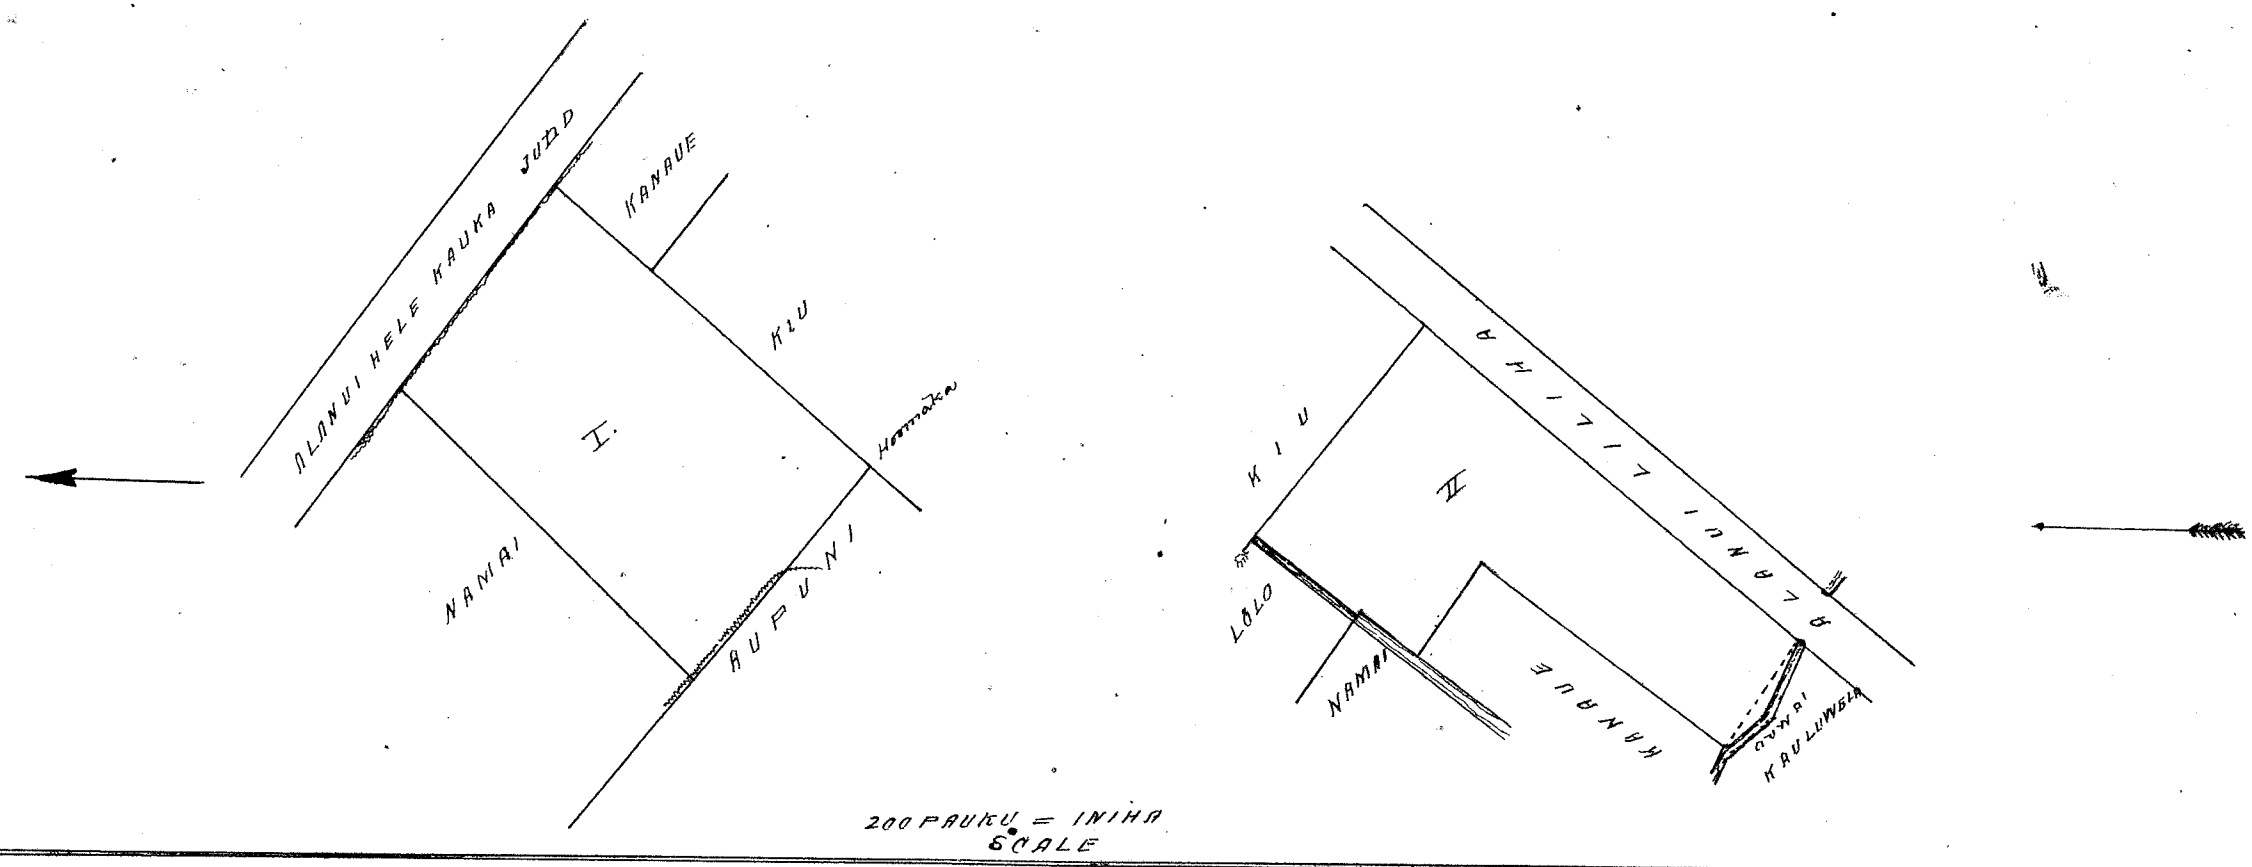 ALANUI HELE KAUKA JUDD
KANAUE
KIU
Hoomaka
I.
NAMAI
AUPUNI
ALANUI LILIHA
KIU
II
LOLO
NAMAI
KANAUE
AUWAI
KAULUWELA
200 PAUKU = INIHA
SCALE